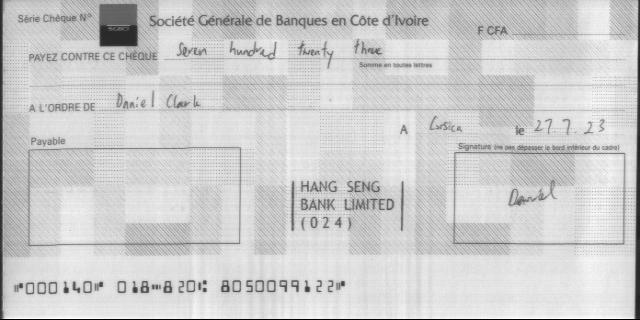 Série Chèque N°
SGBCI
Société Générale de Banques en Côte d'Ivoire
F CFA
PAYEZ CONTRE CE CHÈQUE Seven hundred twenty three
Somme en toutes lettres
A L'ORDRE DE Daniel Clark
A Corsica le 27.7.23
Payable
Signature (ne pas dépasser le bord inférieur du cadre)
HANG SENG
BANK LIMITED
(024)
Daniel
⑈000140⑈ 018⑉820⑆ 8050099122⑈